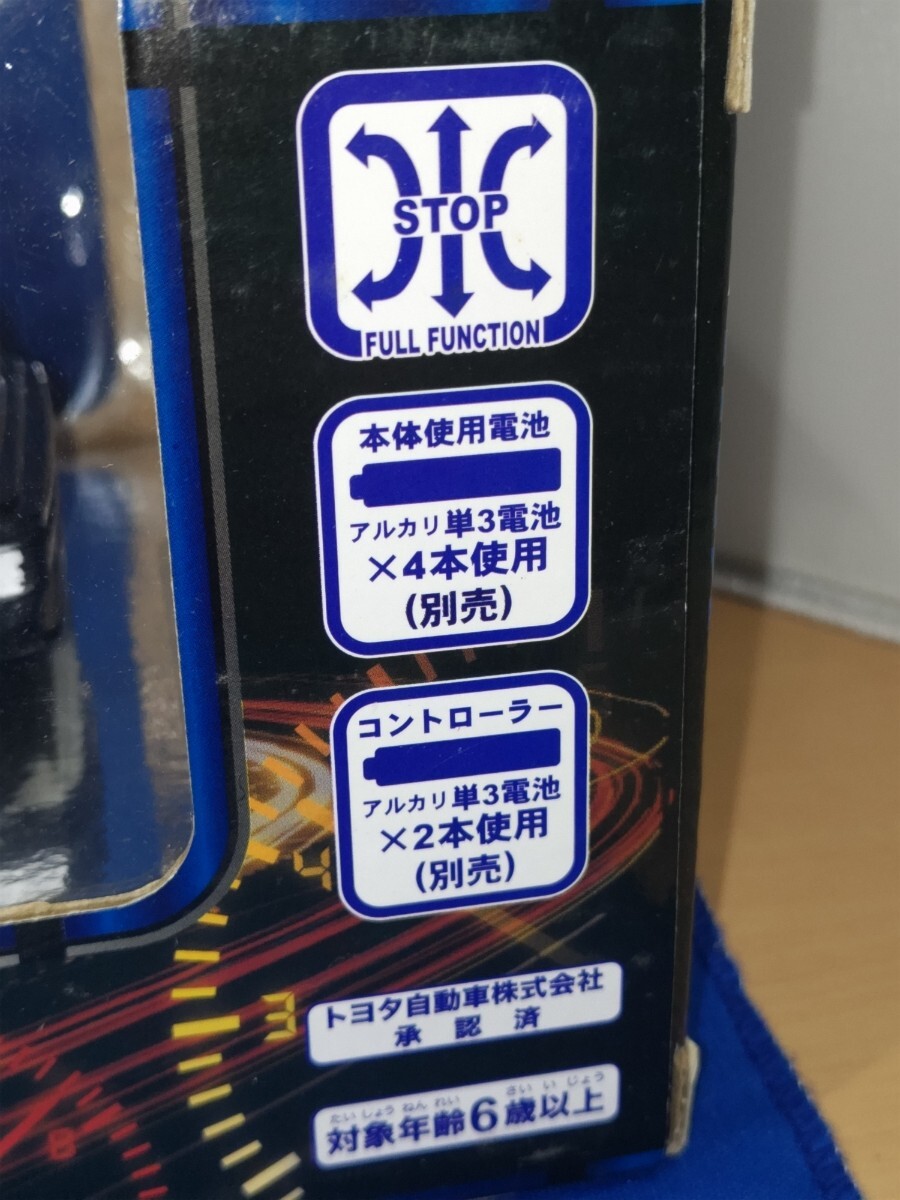 STOP
FULL FUNCTION
本体使用電池
アルカリ単3電池
×4本使用
(別売)
コントローラー
アルカリ単3電池
×2本使用
(別売)
3
トヨタ自動車株式会社
承認済
たいしょうねんれい さいいじょう
対象年齢6歳以上
8